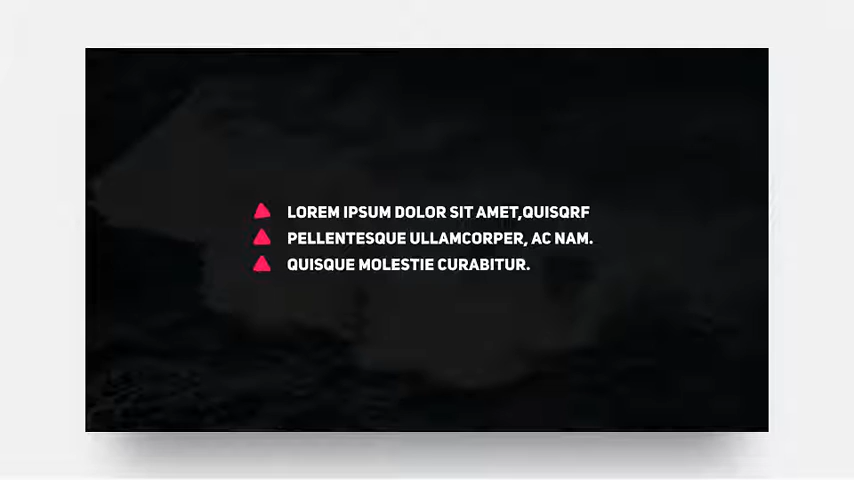 LOREM IPSUM DOLOR SIT AMET,QUISQRF
PELLENTESQUE ULLAMCORPER, AC NAM.
QUISQUE MOLESTIE CURABITUR.